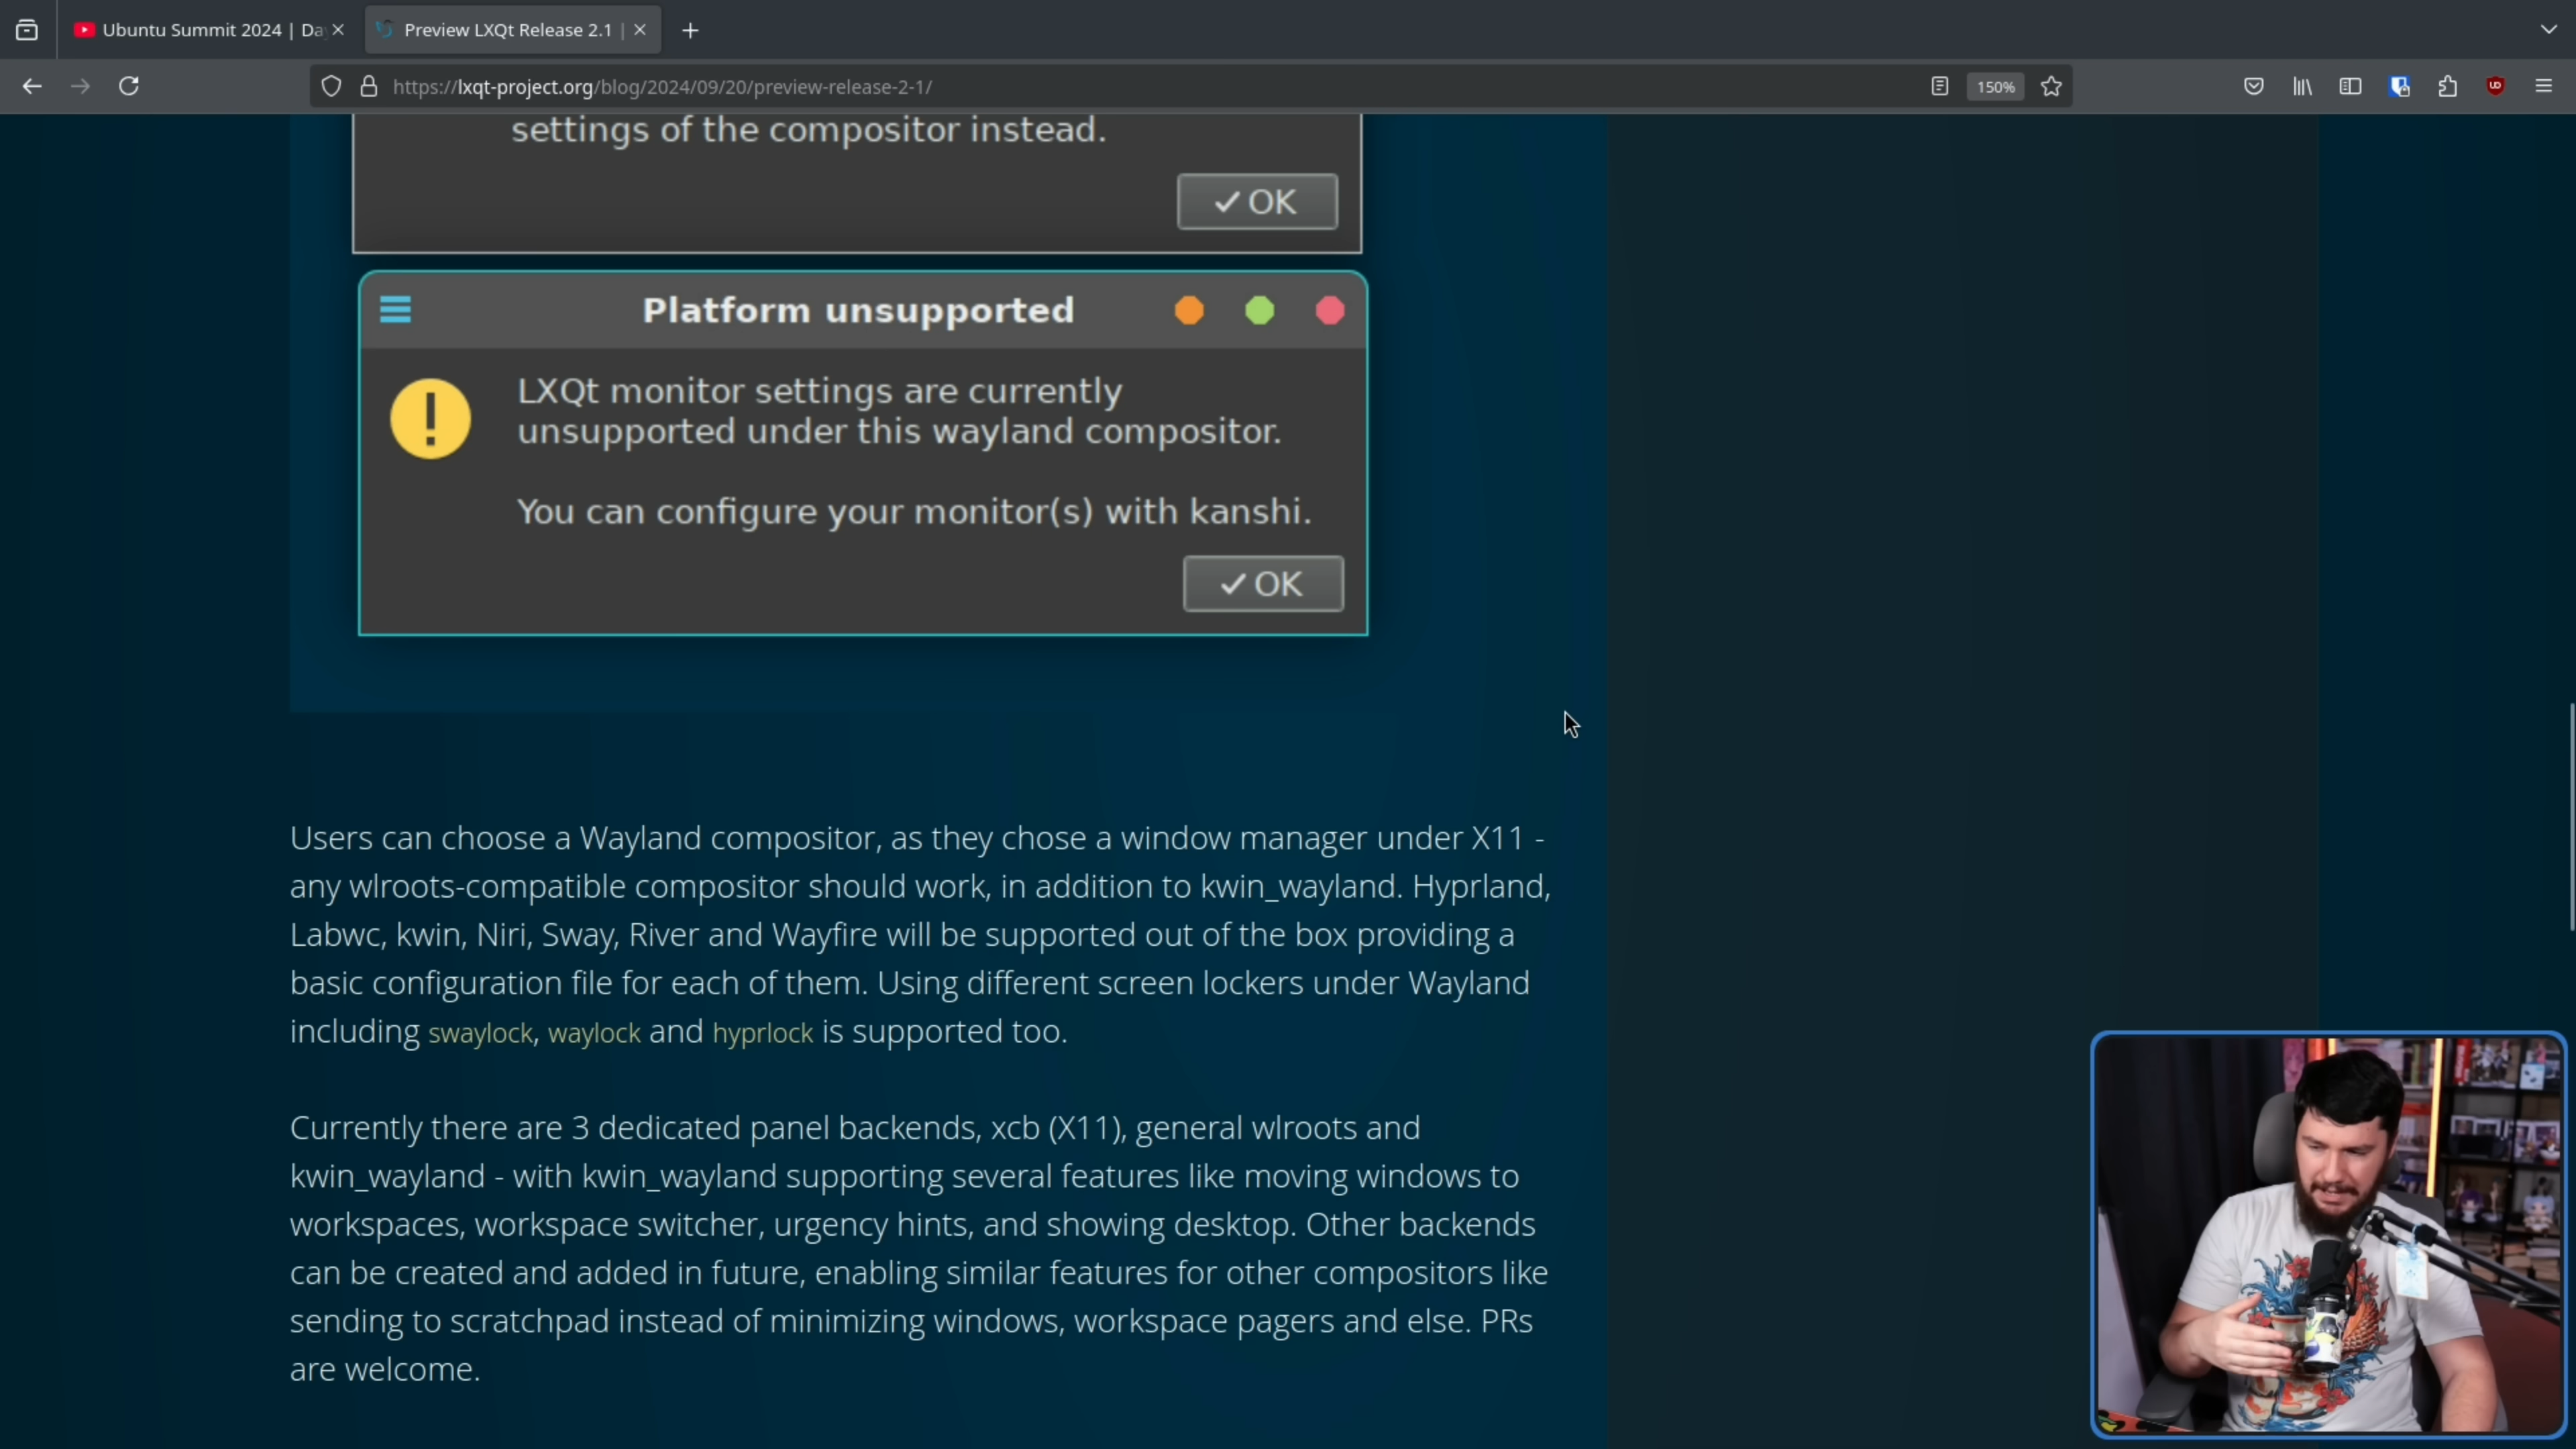 Ubuntu Summit 2024 | Da
Preview LXQt Release 2.1 |
https://lxqt-project.org/blog/2024/09/20/preview-release-2-1/
150%
settings of the compositor instead.
OK
Platform unsupported
LXQt monitor settings are currently
unsupported under this wayland compositor.
You can configure your monitor(s) with kanshi.
OK
Users can choose a Wayland compositor, as they chose a window manager under X11 -
any wlroots-compatible compositor should work, in addition to kwin_wayland. Hyprland,
Labwc, kwin, Niri, Sway, River and Wayfire will be supported out of the box providing a
basic configuration file for each of them. Using different screen lockers under Wayland
including swaylock, waylock and hyprlock is supported too.
Currently there are 3 dedicated panel backends, xcb (X11), general wlroots and
kwin_wayland - with kwin_wayland supporting several features like moving windows to
workspaces, workspace switcher, urgency hints, and showing desktop. Other backends
can be created and added in future, enabling similar features for other compositors like
sending to scratchpad instead of minimizing windows, workspace pagers and else. PRs
are welcome.